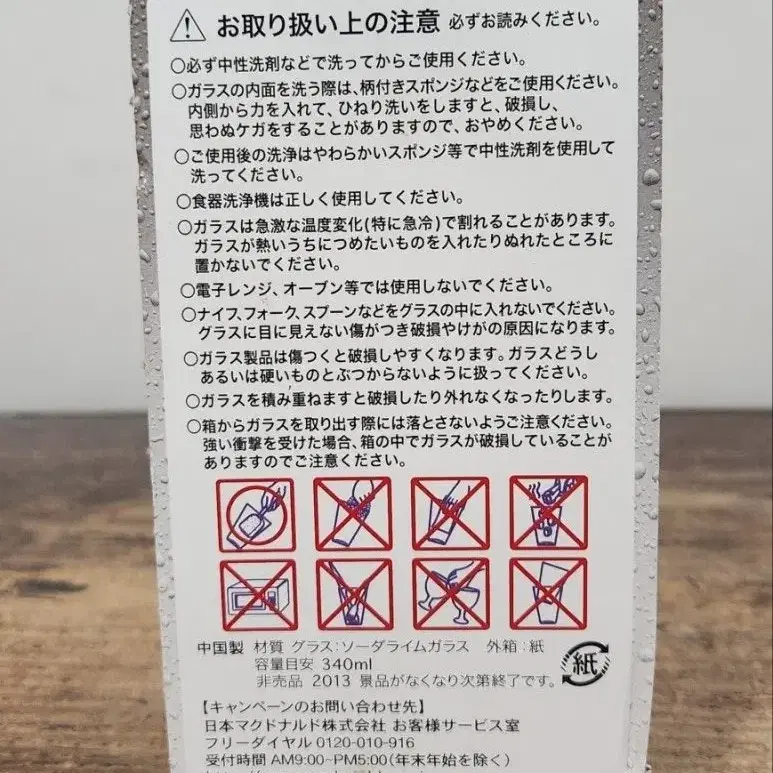 お取り扱い上の注意 必ずお読みください。
○必ず中性洗剤などで洗ってからご使用ください。
○ガラスの内面を洗う際は、柄付きスポンジなどをご使用ください。
内側から力を入れて、ひねり洗いをしますと、破損し、
思わぬケガをすることがありますので、おやめください。
○ご使用後の洗浄はやわらかいスポンジ等で中性洗剤を使用して
洗ってください。
○食器洗浄機は正しく使用してください。
○ガラスは急激な温度変化(特に急冷)で割れることがあります。
ガラスが熱いうちにつめたいものを入れたりぬれたところに
置かないでください。
○電子レンジ、オーブン等では使用しないでください。
○ナイフ、フォーク、スプーンなどをグラスの中に入れないでください。
グラスに目に見えない傷がつき破損やけがの原因になります。
○ガラス製品は傷つくと破損しやすくなります。ガラスどうし
あるいは硬いものとぶつからないように扱ってください。
○ガラスを積み重ねますと破損したり外れなくなったりします。
○箱からガラスを取り出す際には落とさないようご注意ください。
強い衝撃を受けた場合、箱の中でガラスが破損していることが
ありますのでご注意ください。
中国製 材質 グラス:ソーダライムガラス 外箱:紙
容量目安 340ml
非売品 2013 景品がなくなり次第終了です。
紙
【キャンペーンのお問い合わせ先】
日本マクドナルド株式会社 お客様サービス室
フリーダイヤル 0120-010-916
受付時間 AM9:00~PM5:00(年末年始を除く)